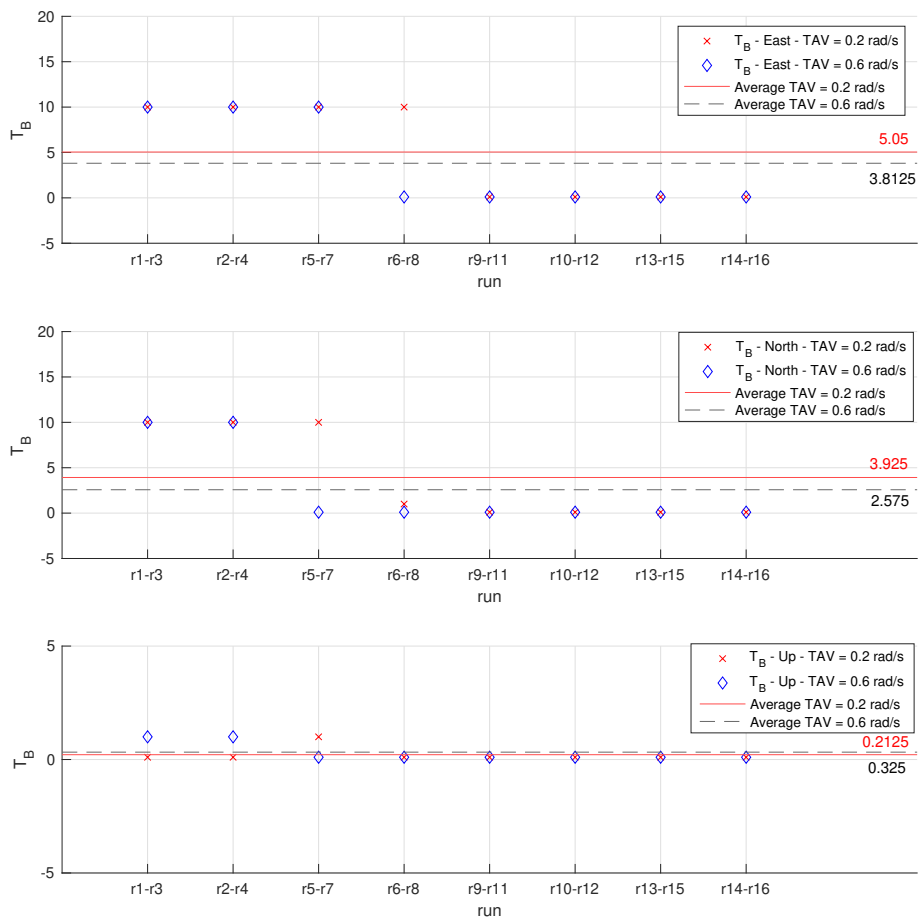 20
15
10
5
0
-5
T_B
T_B - East - TAV = 0.2 rad/s
T_B - East - TAV = 0.6 rad/s
Average TAV = 0.2 rad/s
Average TAV = 0.6 rad/s
5.05
3.8125
r1-r3 r2-r4 r5-r7 r6-r8 r9-r11 r10-r12 r13-r15 r14-r16
run
20
15
10
5
0
-5
T_B
T_B - North - TAV = 0.2 rad/s
T_B - North - TAV = 0.6 rad/s
Average TAV = 0.2 rad/s
Average TAV = 0.6 rad/s
3.925
2.575
r1-r3 r2-r4 r5-r7 r6-r8 r9-r11 r10-r12 r13-r15 r14-r16
run
5
0
-5
T_B
T_B - Up - TAV = 0.2 rad/s
T_B - Up - TAV = 0.6 rad/s
Average TAV = 0.2 rad/s
Average TAV = 0.6 rad/s
0.2125
0.325
r1-r3 r2-r4 r5-r7 r6-r8 r9-r11 r10-r12 r13-r15 r14-r16
run